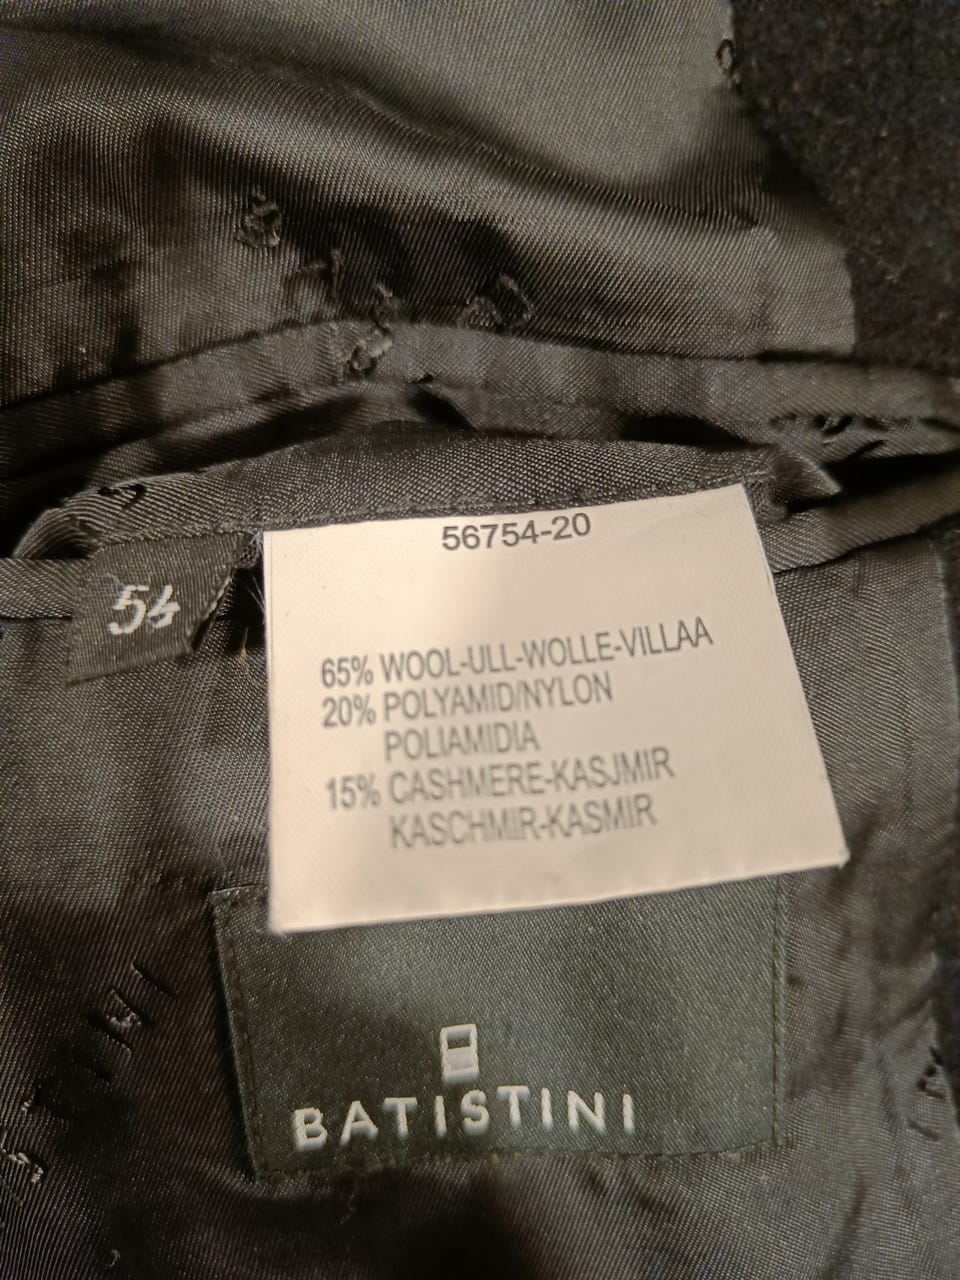 56754-20
54
65% WOOL-ULL-WOLLE-VILLAA
20% POLYAMID/NYLON
POLIAMIDIA
15% CASHMERE-KASJMIR
KASCHMIR-KASMIR
BATISTINI